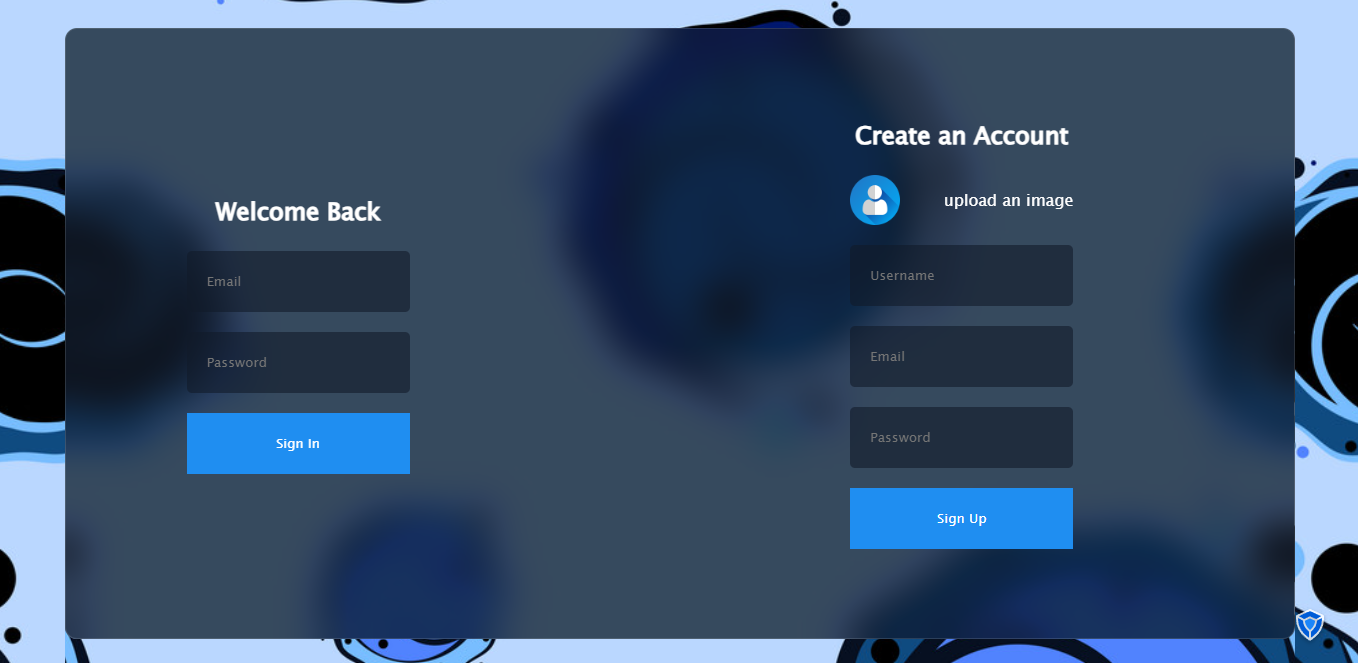 Welcome Back
Email
Password
Sign In
Create an Account
upload an image
Username
Email
Password
Sign Up